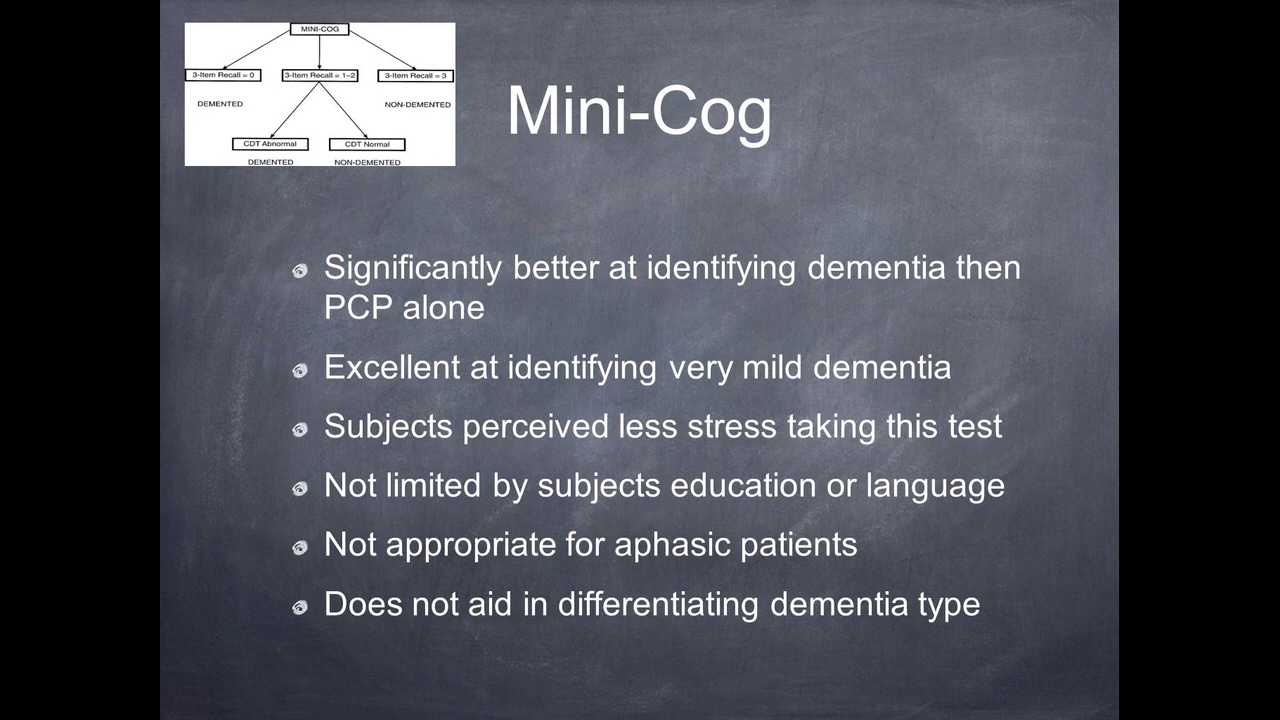 MINI-COG
3-Item Recall = 0
3-Item Recall = 1–2
3-Item Recall = 3
DEMENTED
NON-DEMENTED
CDT Abnormal
CDT Normal
DEMENTED
NON-DEMENTED
Mini-Cog
Significantly better at identifying dementia then
PCP alone
Excellent at identifying very mild dementia
Subjects perceived less stress taking this test
Not limited by subjects education or language
Not appropriate for aphasic patients
Does not aid in differentiating dementia type